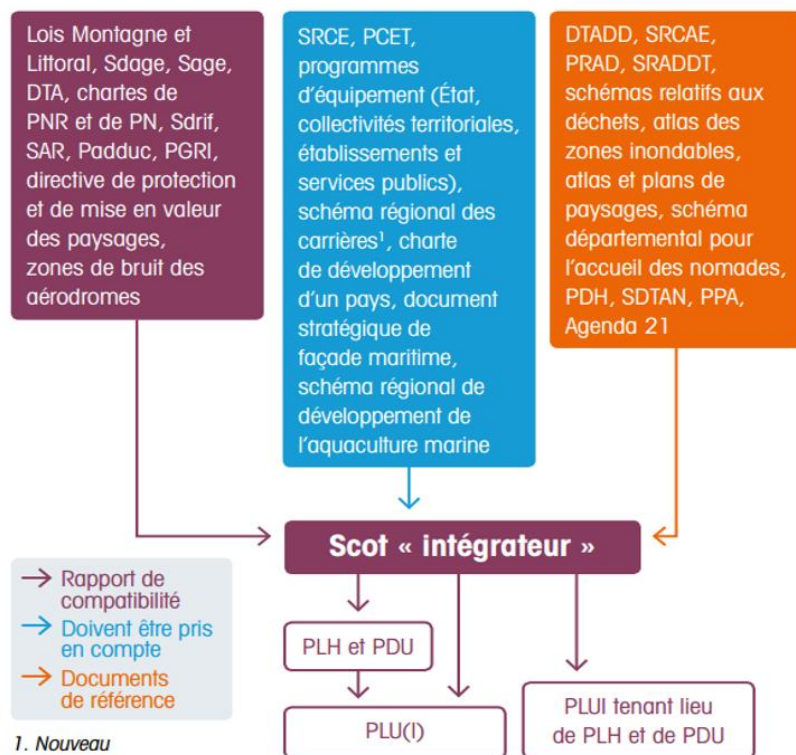 Lois Montagne et
Littoral, Sdage, Sage,
DTA, chartes de
PNR et de PN, Sdrif,
SAR, Padduc, PGRI,
directive de protection
et de mise en valeur
des paysages,
zones de bruit des
aérodromes
SRCE, PCET,
programmes
d'équipement (État,
collectivités territoriales,
établissements et
services publics),
schéma régional des
carrières¹, charte
de développement
d'un pays, document
stratégique de
façade maritime,
schéma régional de
développement de
l'aquaculture marine
DTADD, SRCAE,
PRAD, SRADDT,
schémas relatifs aux
déchets, atlas des
zones inondables,
atlas et plans de
paysages, schéma
départemental pour
l'accueil des nomades,
PDH, SDTAN, PPA,
Agenda 21
Scot « intégrateur »
Rapport de
compatibilité
Doivent être pris
en compte
Documents
de référence
PLH et PDU
PLU(I)
PLUI tenant lieu
de PLH et de PDU
1. Nouveau